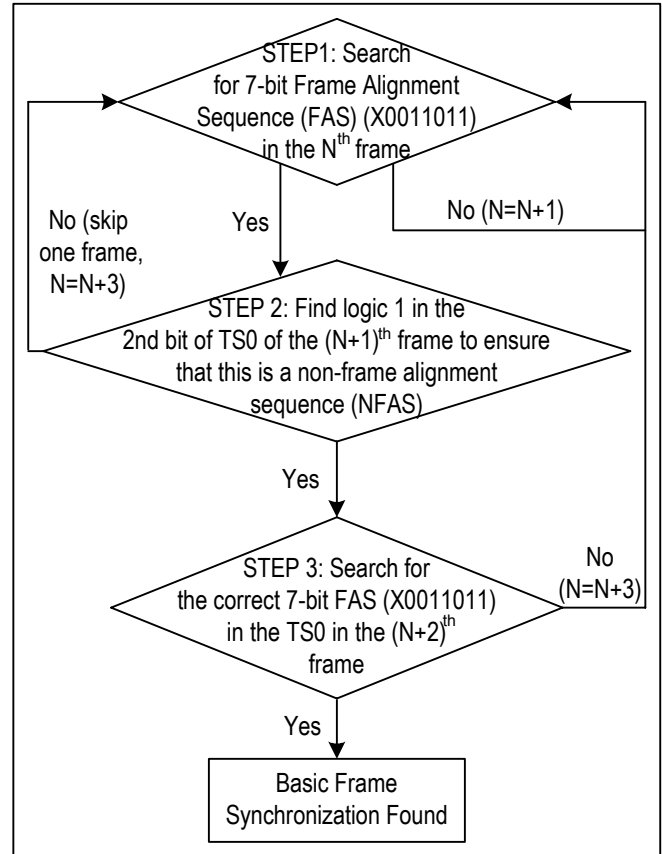 STEP1: Search
for 7-bit Frame Alignment
Sequence (FAS) (X0011011)
in the Nth frame
No (N=N+1)
Yes
No (skip
one frame,
N=N+3)
STEP 2: Find logic 1 in the
2nd bit of TS0 of the (N+1)th frame to ensure
that this is a non-frame alignment
sequence (NFAS)
Yes
STEP 3: Search for
the correct 7-bit FAS (X0011011)
in the TS0 in the (N+2)th
frame
No
(N=N+3)
Yes
Basic Frame
Synchronization Found